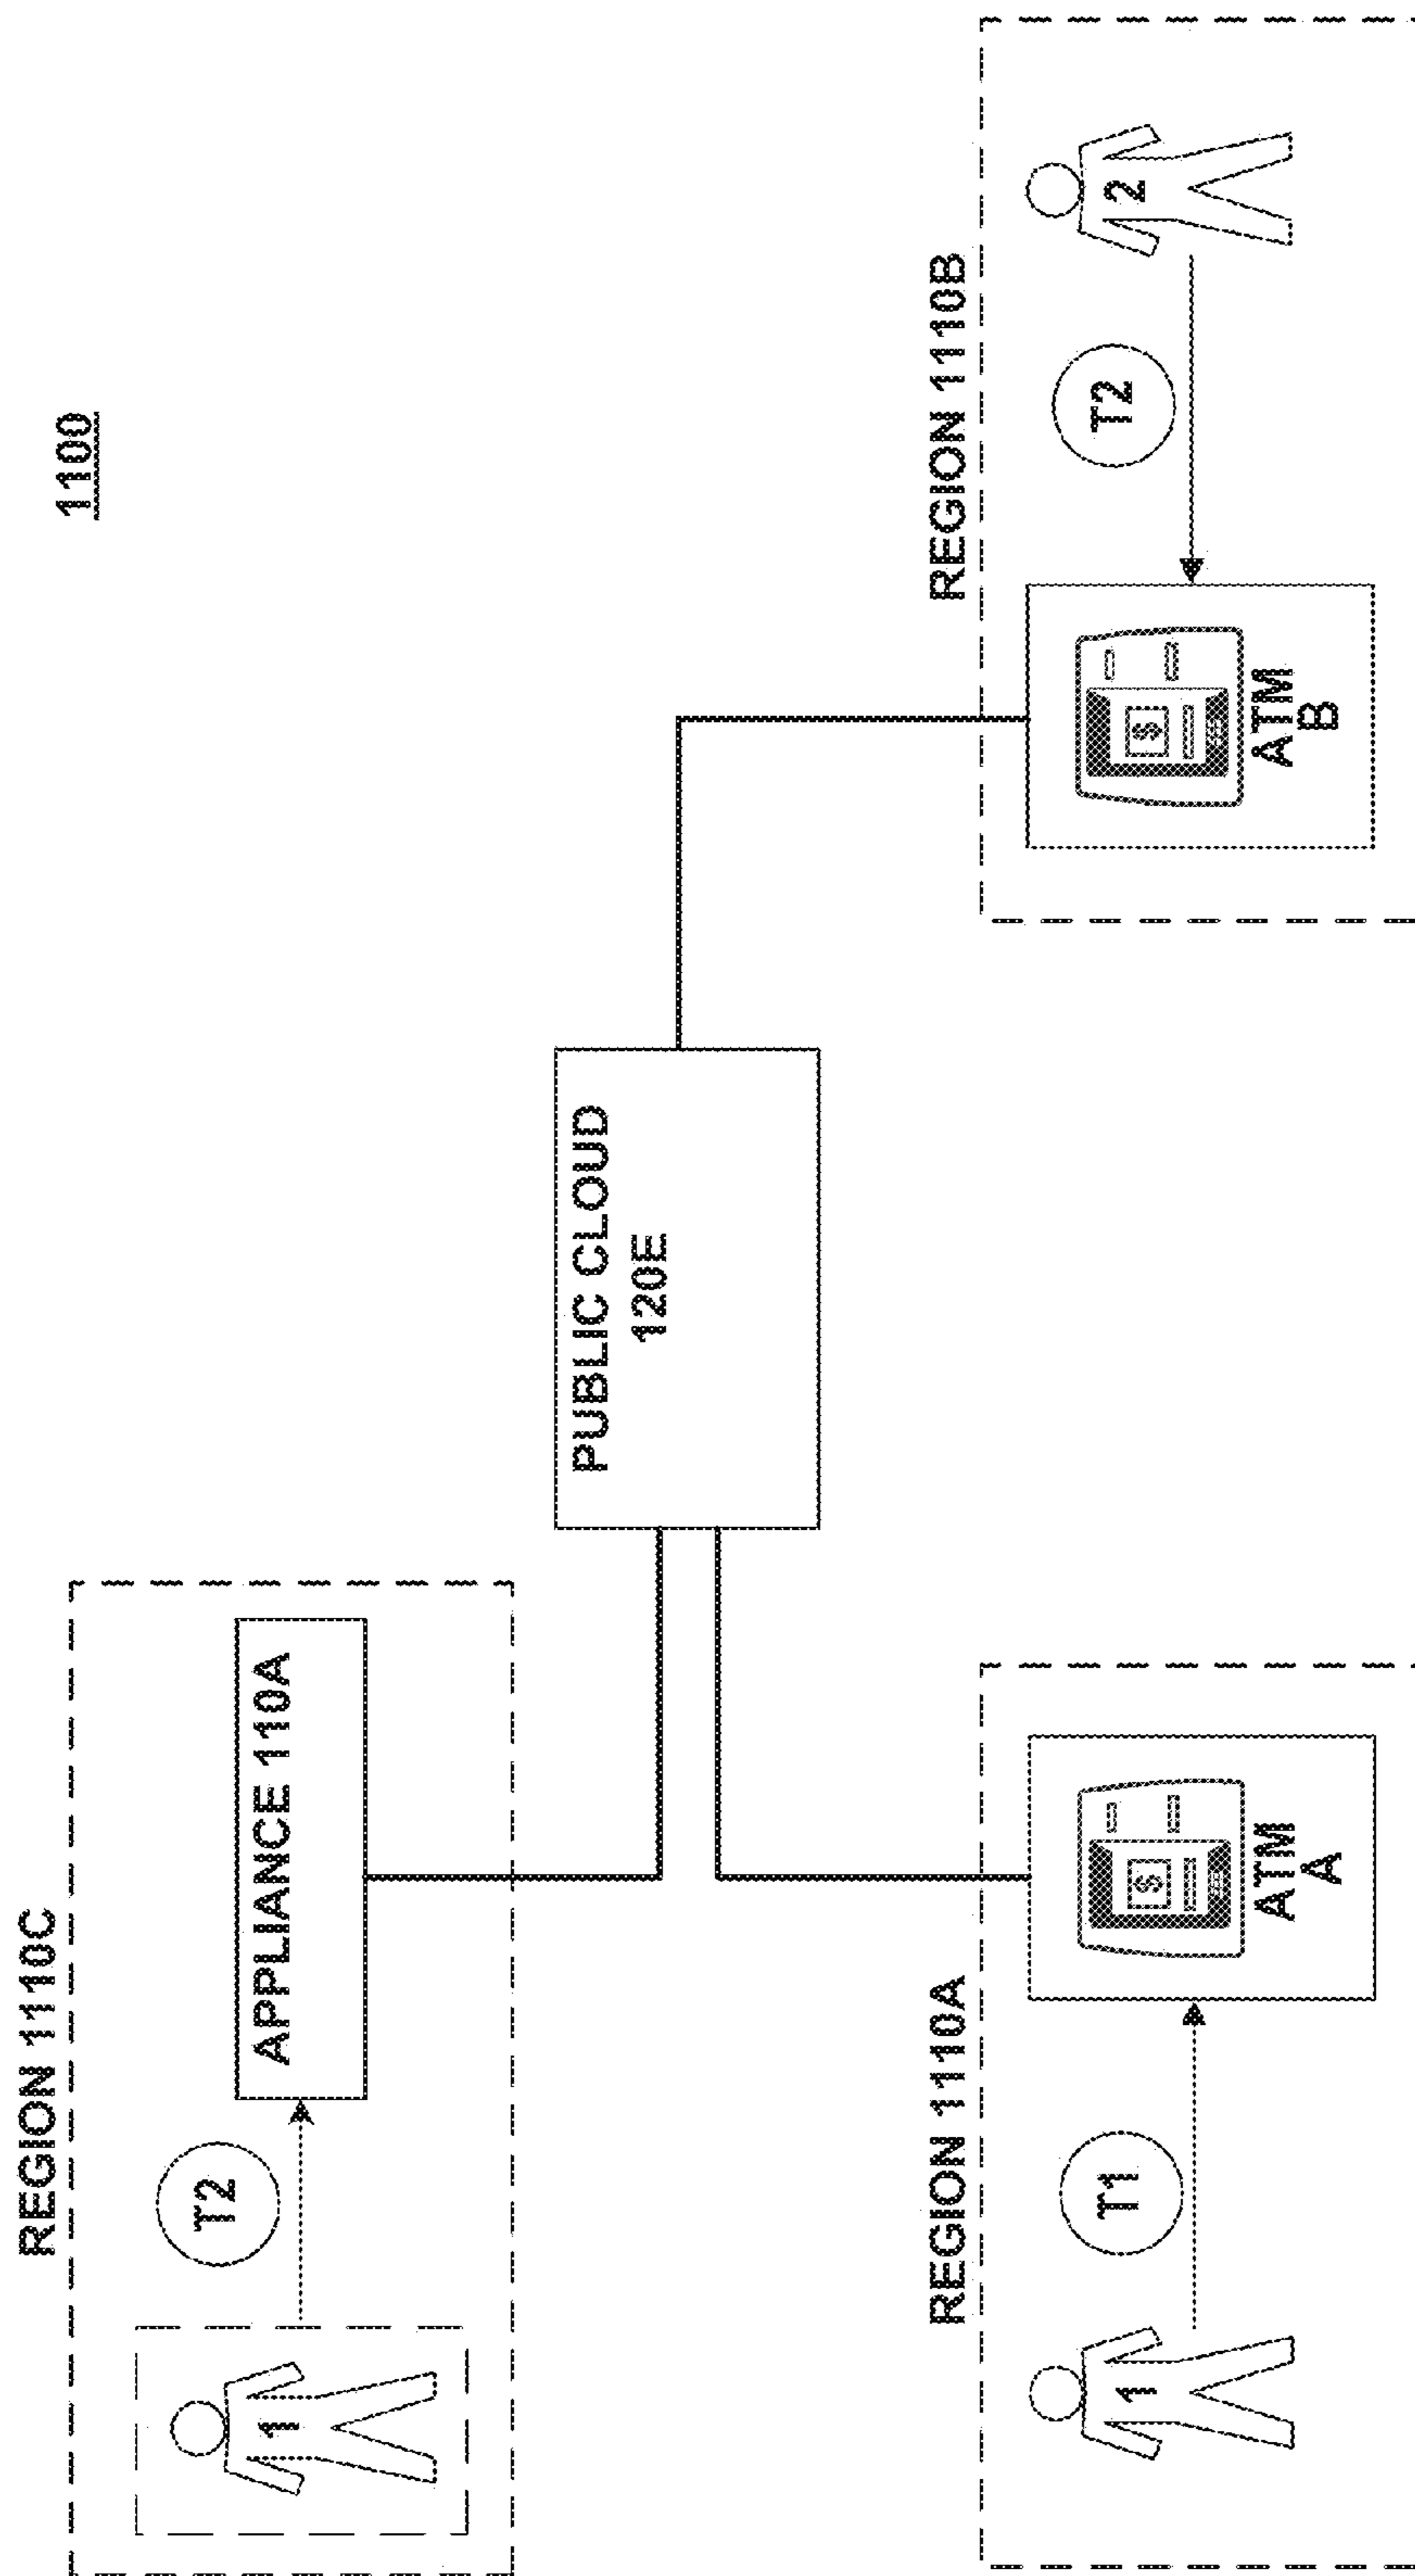 1100
REGION 1110C
1
T2
APPLIANCE 110A
PUBLIC CLOUD
120E
REGION 1110A
1
T1
$
ATM
A
REGION 1110B
$
ATM
B
T2
2